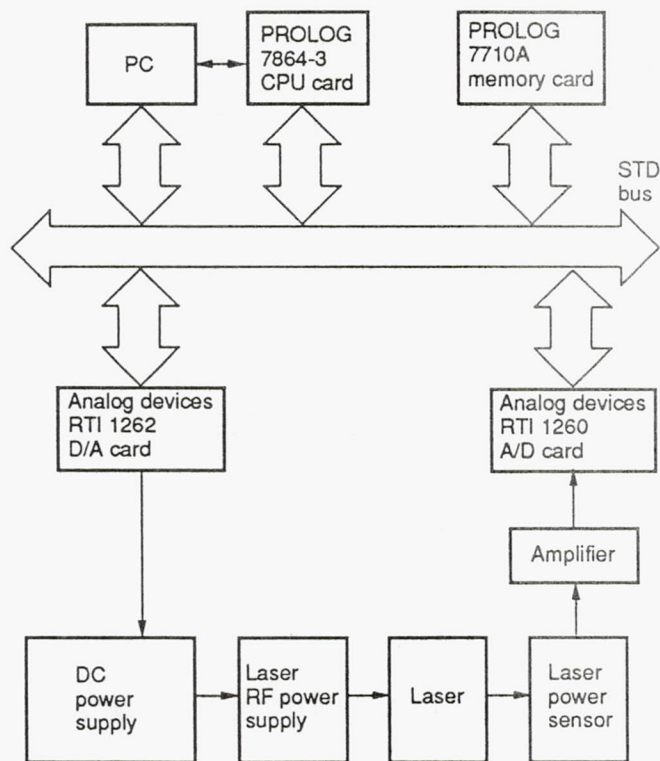 PC
PROLOG
7864-3
CPU card
PROLOG
7710A
memory card
STD
bus
Analog devices
RTI 1262
D/A card
Analog devices
RTI 1260
A/D card
Amplifier
DC
power
supply
Laser
RF power
supply
Laser
Laser
power
sensor